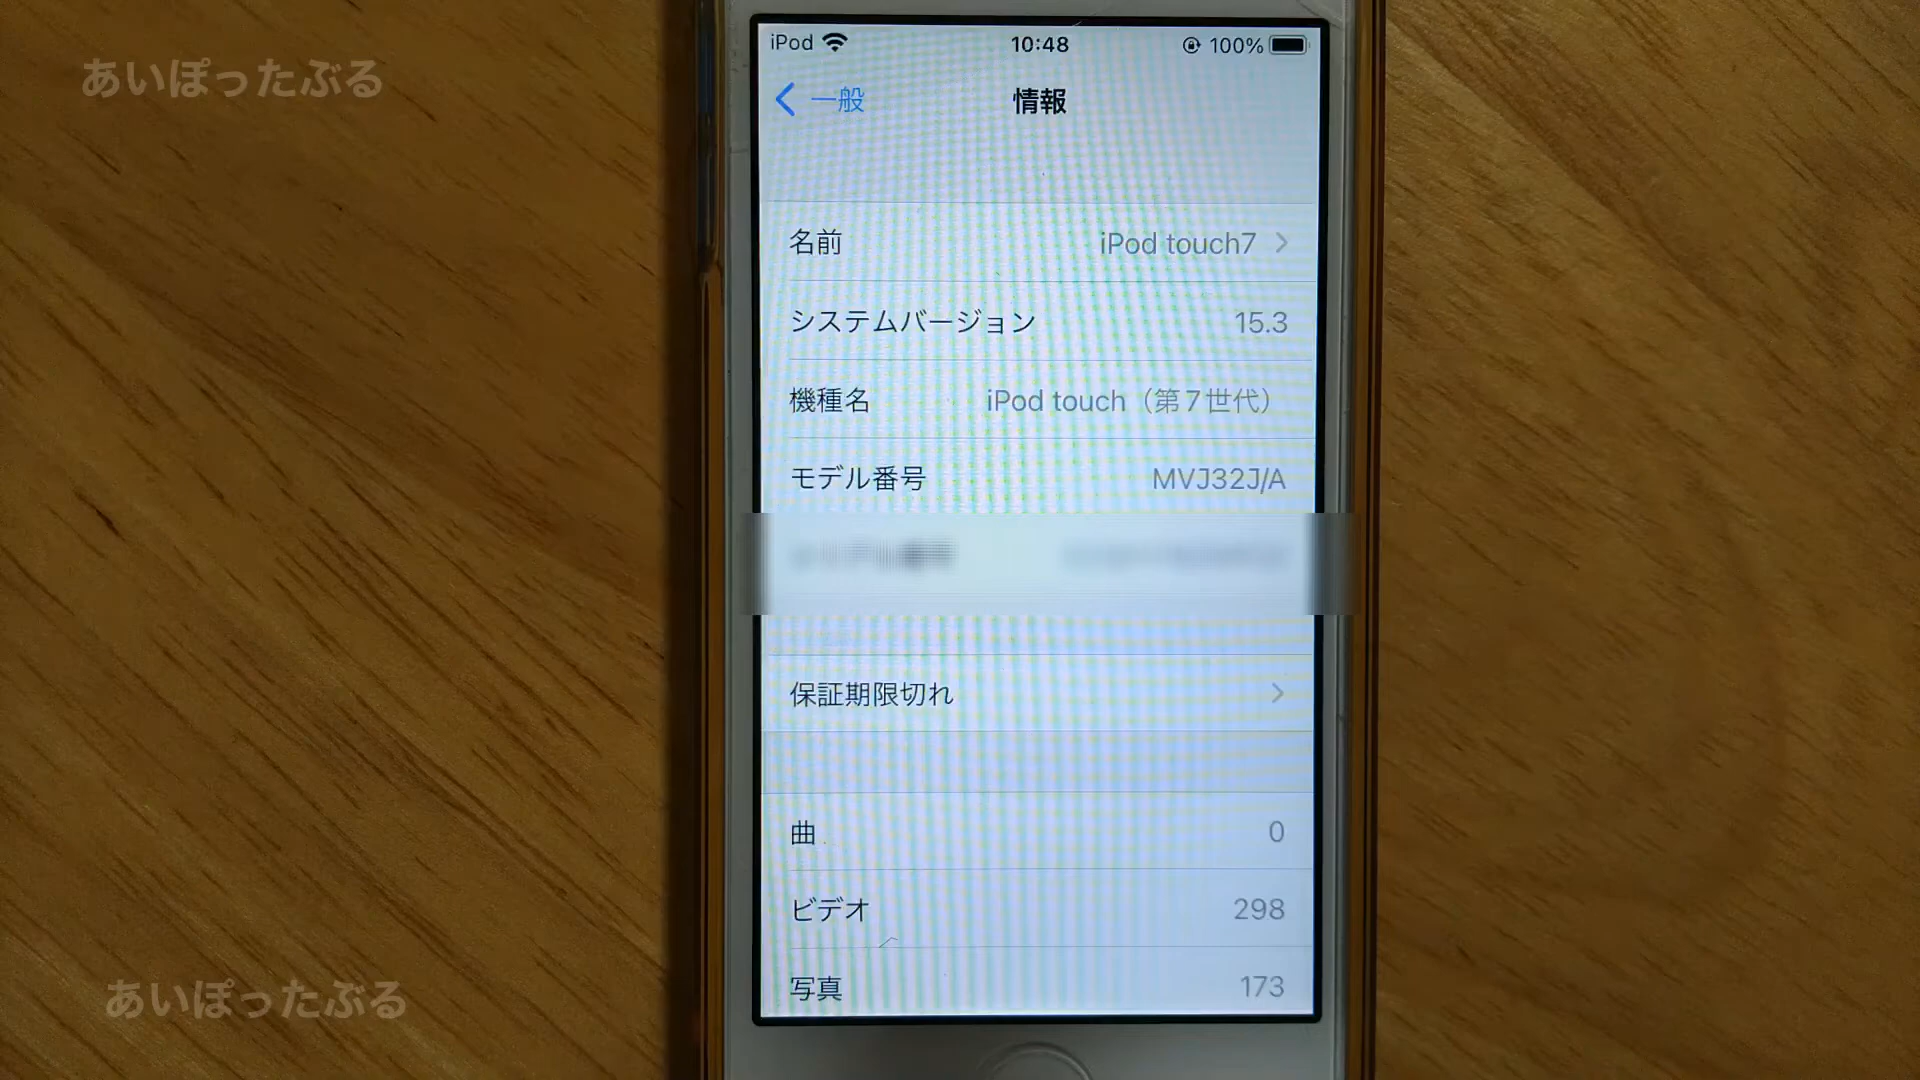 あいぽったぶる
iPod 10:48 100%
一般 情報
名前 iPod touch7
システムバージョン 15.3
機種名 iPod touch（第7世代）
モデル番号 MVJ32J/A
保証期限切れ
曲 0
ビデオ 298
写真 173
あいぽったぶる